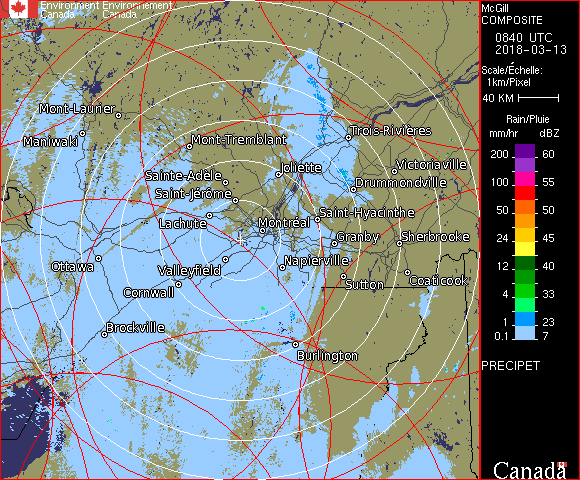 Environment Environnement
Canada Canada
McGill
COMPOSITE
0840 UTC
2018-03-13
Scale/Échelle:
1km/Pixel
40 KM
Rain/Pluie
mm/hr dBZ
200 60
100 55
50 50
24 45
12 40
4 33
1 23
0.1 7
PRECIPET
Canada
Mont-Laurier
Maniwaki
Mont-Tremblant
Trois-Rivières
Sainte-Adèle
Joliette
Victoriaville
Saint-Jérôme
Drummondville
Lachute
Saint-Hyacinthe
Montréal
Granby
Sherbrooke
Ottawa
Valleyfield
Napierville
Cornwall
Sutton
Coaticook
Brockville
Burlington